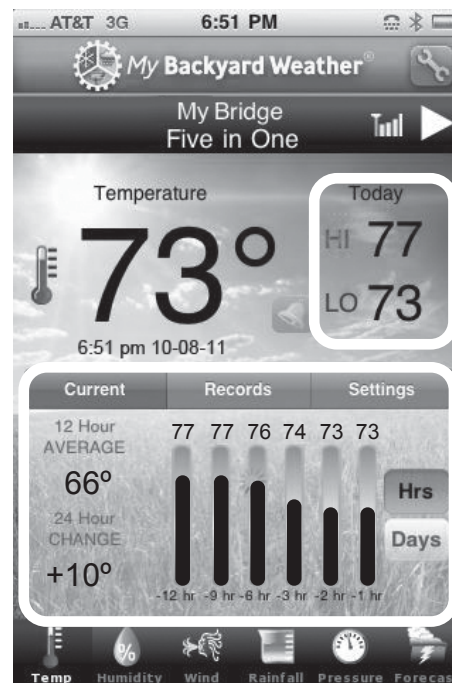 AT&T 3G 6:51 PM
My Backyard Weather®
My Bridge
Five in One
Temperature
Today
73°
HI 77
LO 73
6:51 pm 10-08-11
Current Records Settings
12 Hour
AVERAGE
66º
24 Hour
CHANGE
+10º
77 77 76 74 73 73
-12 hr -9 hr -6 hr -3 hr -2 hr -1 hr
Hrs
Days
Temp Humidity Wind Rainfall Pressure Forecas